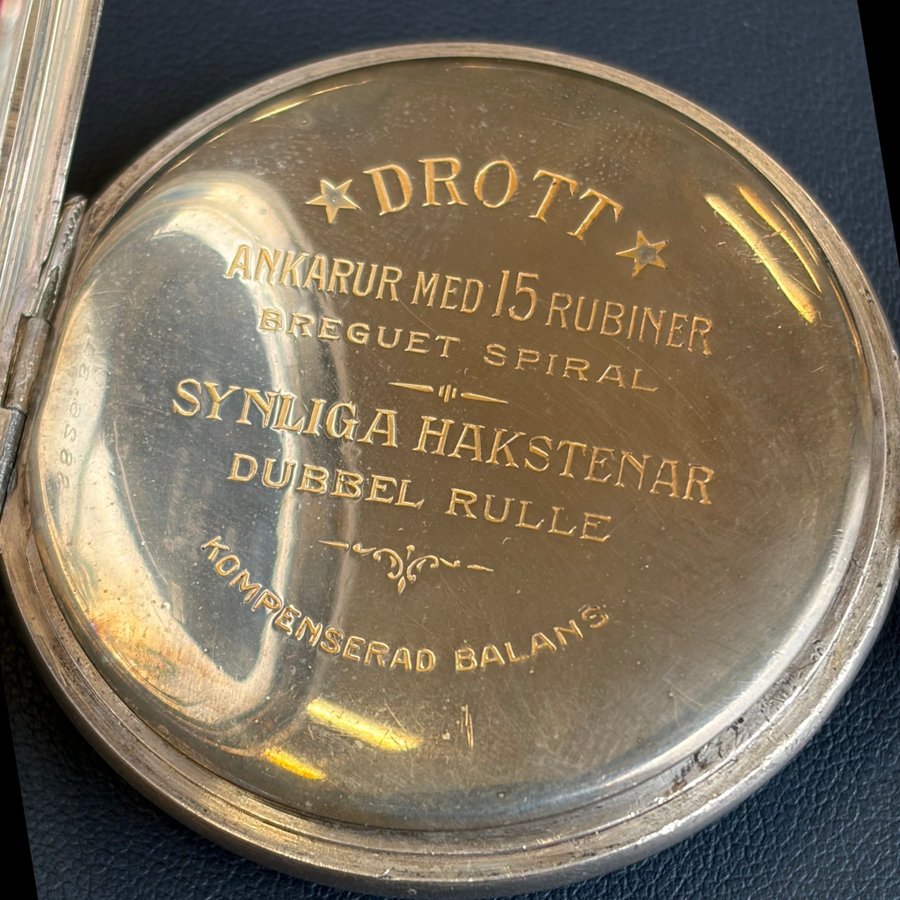 DROTT
ANKARUR MED 15 RUBINER
BREGUET SPIRAL
SYNLIGA HAKSTENAR
DUBBEL RULLE
KOMPENSERAD BALANS